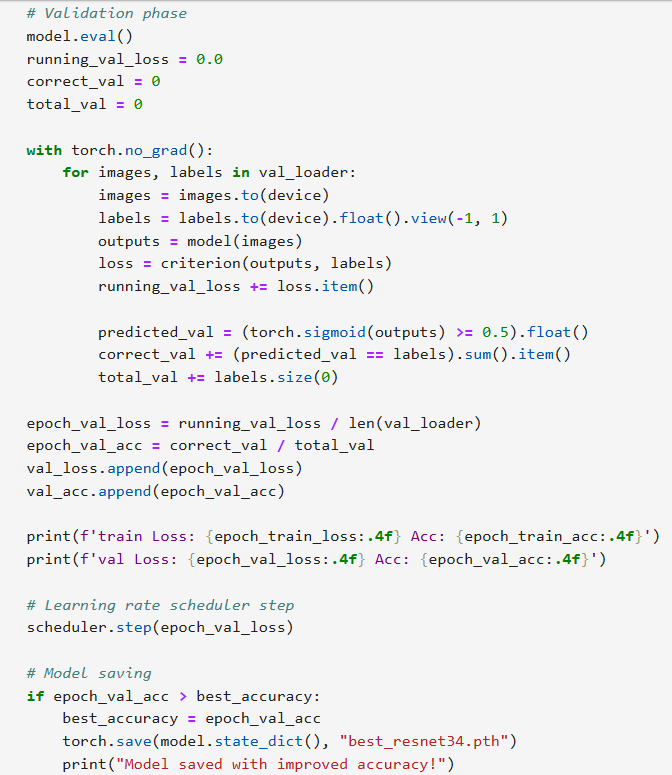 # Validation phase
model.eval()
running_val_loss = 0.0
correct_val = 0
total_val = 0

with torch.no_grad():
    for images, labels in val_loader:
        images = images.to(device)
        labels = labels.to(device).float().view(-1, 1)
        outputs = model(images)
        loss = criterion(outputs, labels)
        running_val_loss += loss.item()

        predicted_val = (torch.sigmoid(outputs) >= 0.5).float()
        correct_val += (predicted_val == labels).sum().item()
        total_val += labels.size(0)

epoch_val_loss = running_val_loss / len(val_loader)
epoch_val_acc = correct_val / total_val
val_loss.append(epoch_val_loss)
val_acc.append(epoch_val_acc)

print(f'train Loss: {epoch_train_loss:.4f} Acc: {epoch_train_acc:.4f}')
print(f'val Loss: {epoch_val_loss:.4f} Acc: {epoch_val_acc:.4f}')

# Learning rate scheduler step
scheduler.step(epoch_val_loss)

# Model saving
if epoch_val_acc > best_accuracy:
    best_accuracy = epoch_val_acc
    torch.save(model.state_dict(), "best_resnet34.pth")
    print("Model saved with improved accuracy!")